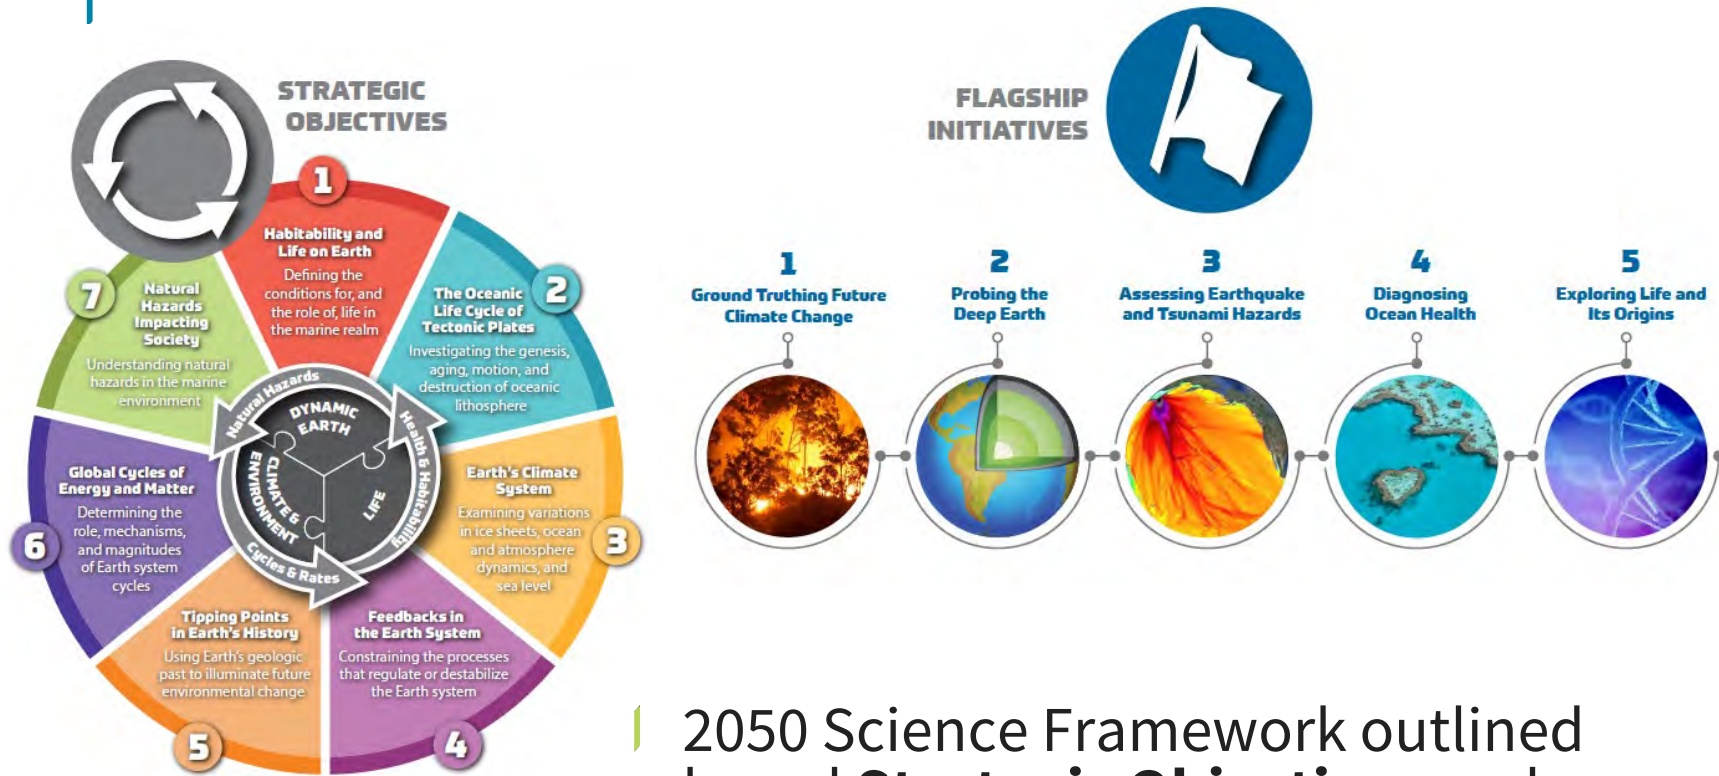 STRATEGIC
OBJECTIVES
1
Habitability and
Life on Earth
Defining the
conditions for, and
the role of, life in
the marine realm
2
The Oceanic
Life Cycle of
Tectonic Plates
Investigating the genesis,
aging, motion, and
destruction of oceanic
lithosphere
3
Earth's Climate
System
Examining variations
in ice sheets, ocean
and atmosphere
dynamics, and
sea level
4
Feedbacks in
the Earth System
Constraining the processes
that regulate or destabilize
the Earth system
5
Tipping Points
in Earth's History
Using Earth's geologic
past to illuminate future
environmental change
6
Global Cycles of
Energy and Matter
Determining the
role, mechanisms,
and magnitudes
of Earth system
cycles
7
Natural
Hazards
Impacting
Society
Understanding natural
hazards in the marine
environment
Natural Hazards
Health & Habitability
Cycles & Rates
DYNAMIC
EARTH
LIFE
CLIMATE &
ENVIRONMENT
FLAGSHIP
INITIATIVES
1
Ground Truthing Future
Climate Change
2
Probing the
Deep Earth
3
Assessing Earthquake
and Tsunami Hazards
4
Diagnosing
Ocean Health
5
Exploring Life and
Its Origins
2050 Science Framework outlined